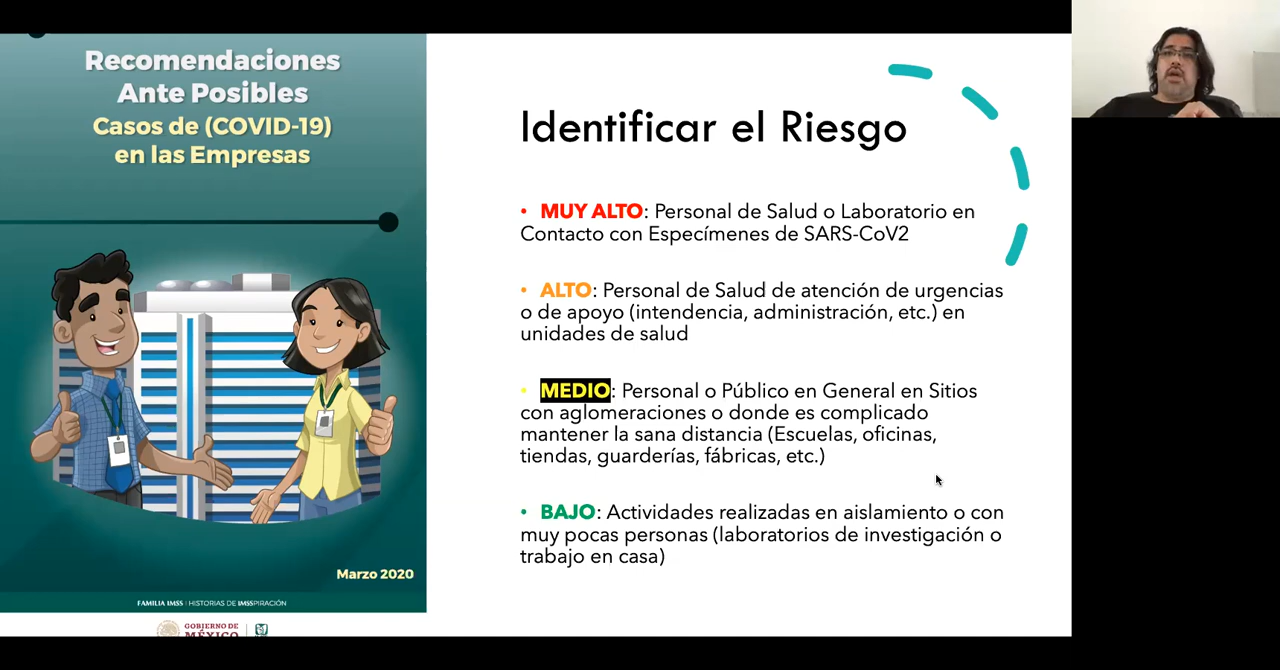 Recomendaciones
Ante Posibles
Casos de (COVID-19)
en las Empresas
Marzo 2020
FAMILIA IMSS | HISTORIAS DE IMSSPIRACIÓN
GOBIERNO DE
MÉXICO
Identificar el Riesgo
• MUY ALTO: Personal de Salud o Laboratorio en
Contacto con Especímenes de SARS-CoV2
• ALTO: Personal de Salud de atención de urgencias
o de apoyo (intendencia, administración, etc.) en
unidades de salud
• MEDIO: Personal o Público en General en Sitios
con aglomeraciones o donde es complicado
mantener la sana distancia (Escuelas, oficinas,
tiendas, guarderías, fábricas, etc.)
• BAJO: Actividades realizadas en aislamiento o con
muy pocas personas (laboratorios de investigación o
trabajo en casa)